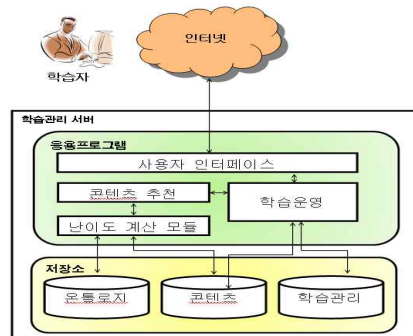 인터넷
학습자
학습관리 서버
응용프로그램
사용자 인터페이스
콘텐츠 추천
학습운영
난이도 계산 모듈
저장소
온톨로지
콘텐츠
학습관리